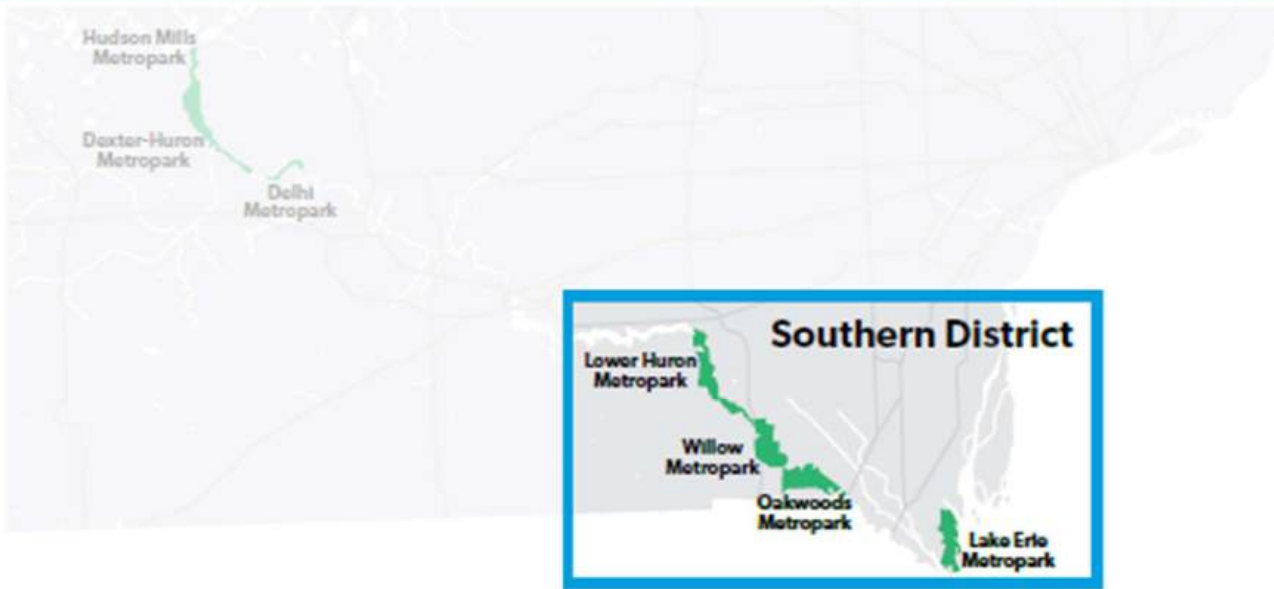 Hudson Mills
Metropark
Dexter-Huron
Metropark
Delhi
Metropark
Southern District
Lower Huron
Metropark
Willow
Metropark
Oakwoods
Metropark
Lake Erie
Metropark